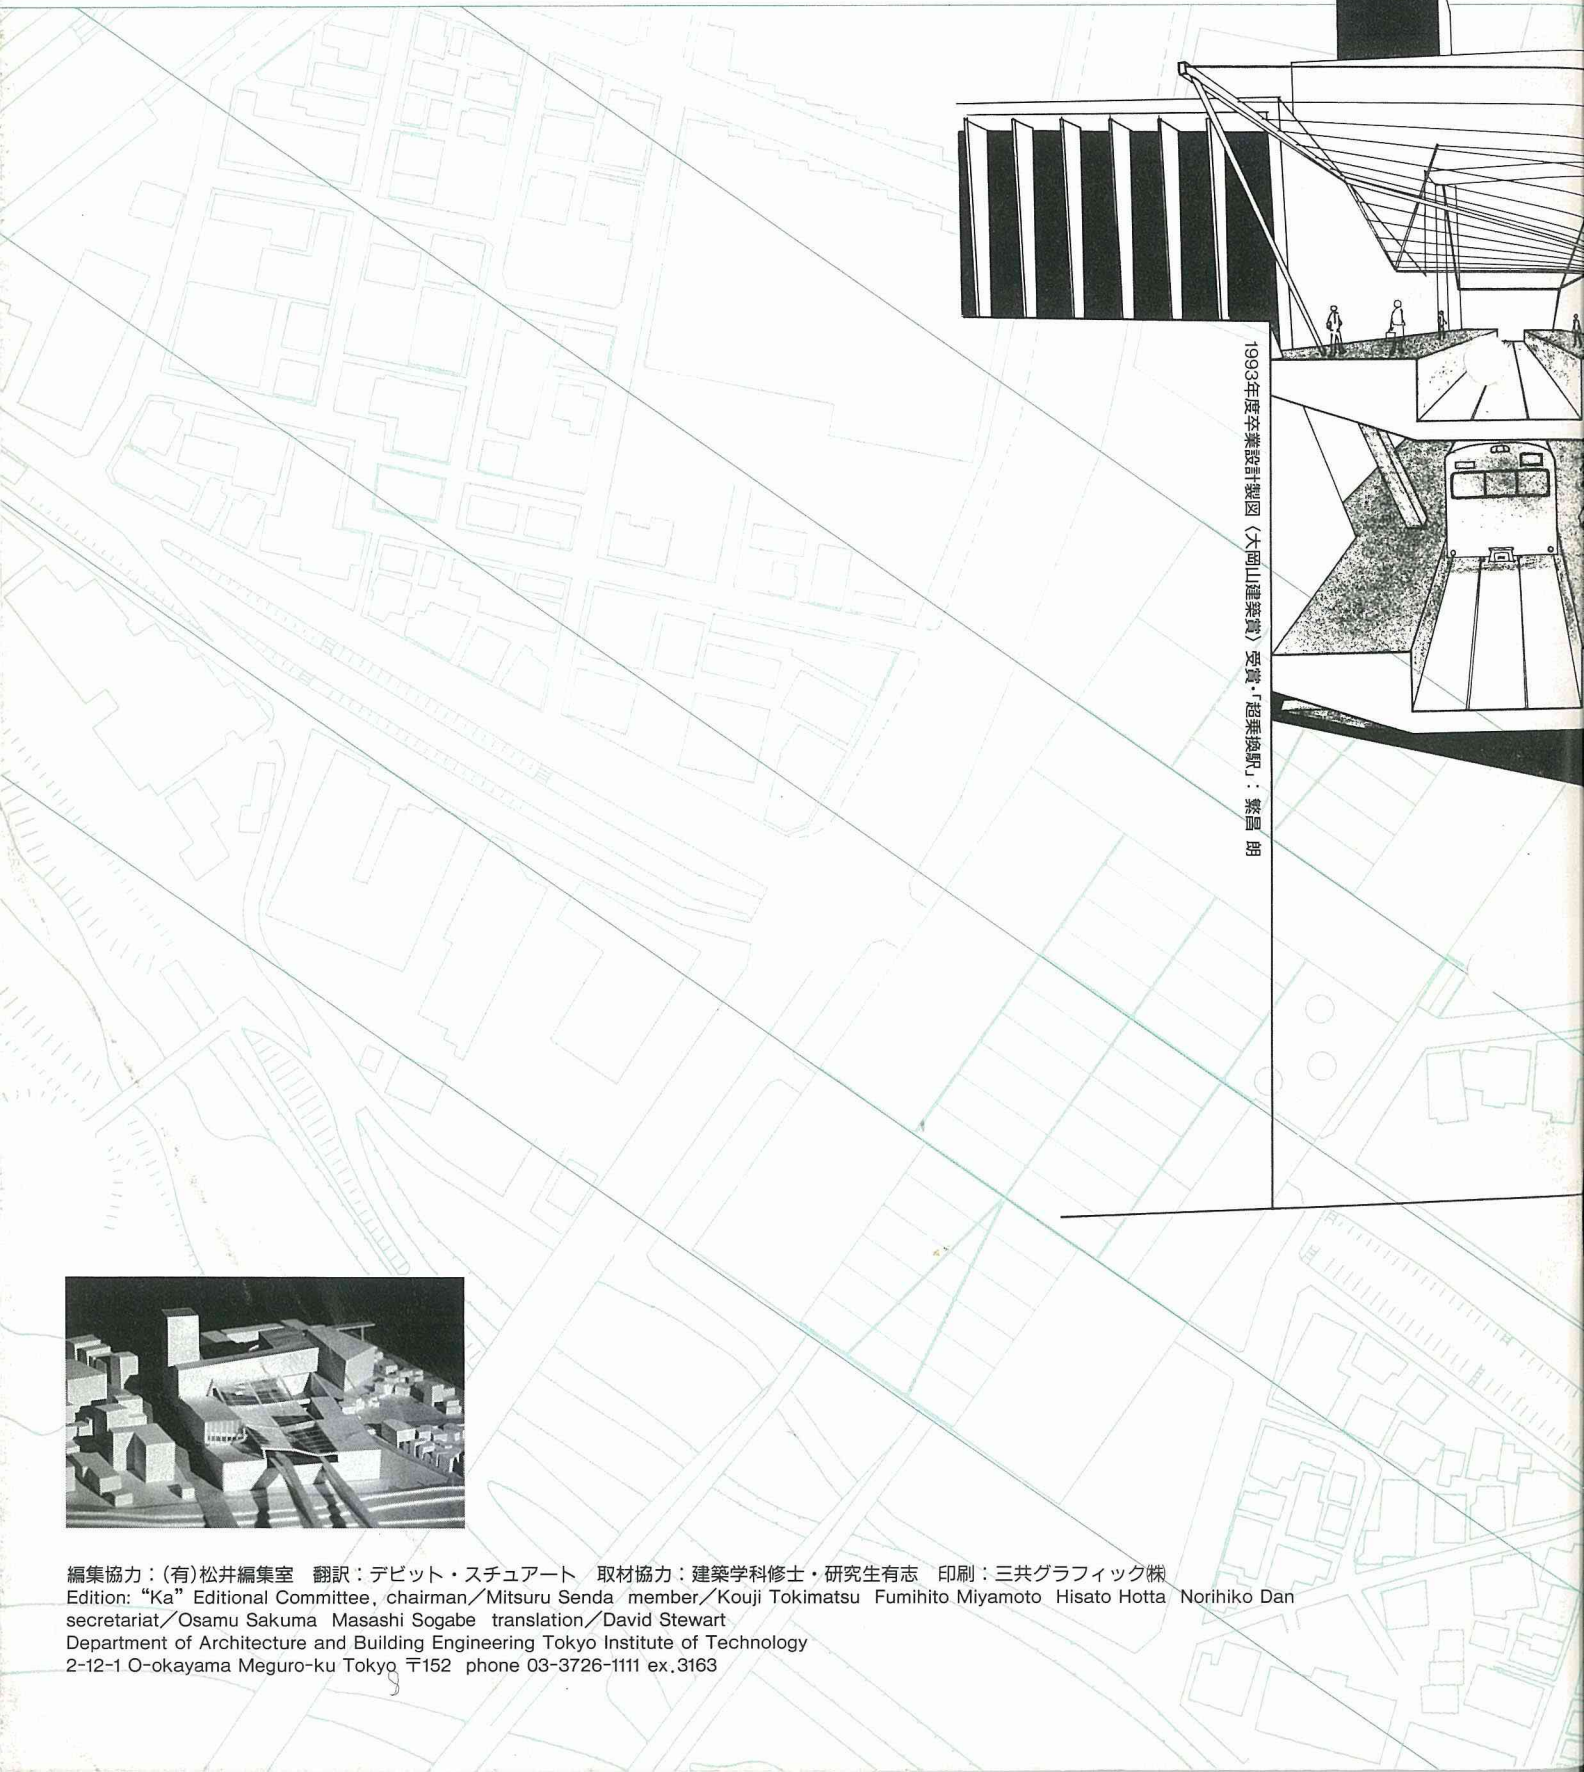 1993年度卒業設計製図〈大岡山建築賞〉受賞・「超乗換駅」：繁昌 朗
編集協力：(有)松井編集室　翻訳：デビット・スチュアート　取材協力：建築学科修士・研究生有志　印刷：三共グラフィック㈱
Edition: “Ka” Editional Committee, chairman／Mitsuru Senda  member／Kouji Tokimatsu  Fumihito Miyamoto  Hisato Hotta  Norihiko Dan
secretariat／Osamu Sakuma  Masashi Sogabe  translation／David Stewart
Department of Architecture and Building Engineering Tokyo Institute of Technology
2-12-1 O-okayama Meguro-ku Tokyo 〒152  phone 03-3726-1111 ex.3163